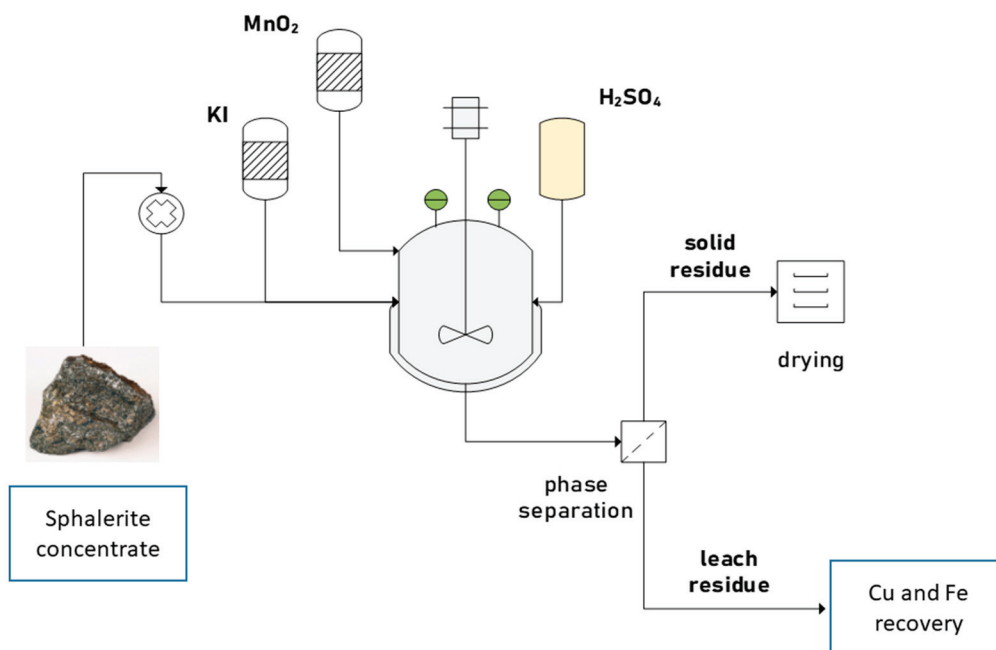 MnO₂
KI
H₂SO₄
solid
residue
drying
Sphalerite
concentrate
phase
separation
leach
residue
Cu and Fe
recovery